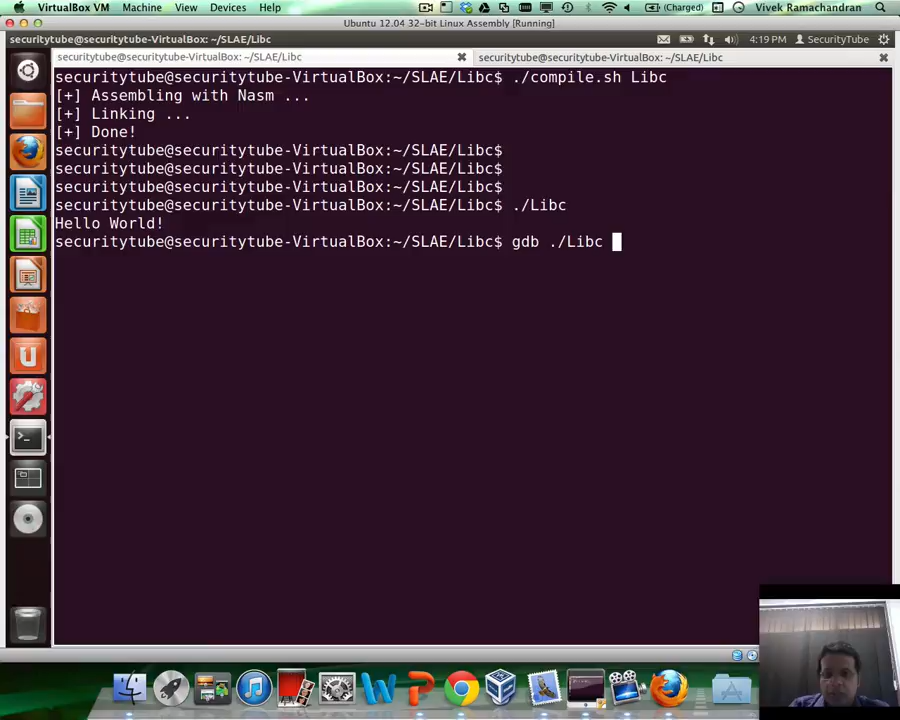 VirtualBox VM Machine View Devices Help (Charged) Vivek Ramachandran
Ubuntu 12.04 32-bit Linux Assembly [Running]
securitytube@securitytube-VirtualBox: ~/SLAE/Libc 4:19 PM SecurityTube
securitytube@securitytube-VirtualBox: ~/SLAE/Libc securitytube@securitytube-VirtualBox: ~/SLAE/Libc
securitytube@securitytube-VirtualBox:~/SLAE/Libc$ ./compile.sh Libc
[+] Assembling with Nasm ...
[+] Linking ...
[+] Done!
securitytube@securitytube-VirtualBox:~/SLAE/Libc$
securitytube@securitytube-VirtualBox:~/SLAE/Libc$
securitytube@securitytube-VirtualBox:~/SLAE/Libc$
securitytube@securitytube-VirtualBox:~/SLAE/Libc$ ./Libc
Hello World!
securitytube@securitytube-VirtualBox:~/SLAE/Libc$ gdb ./Libc